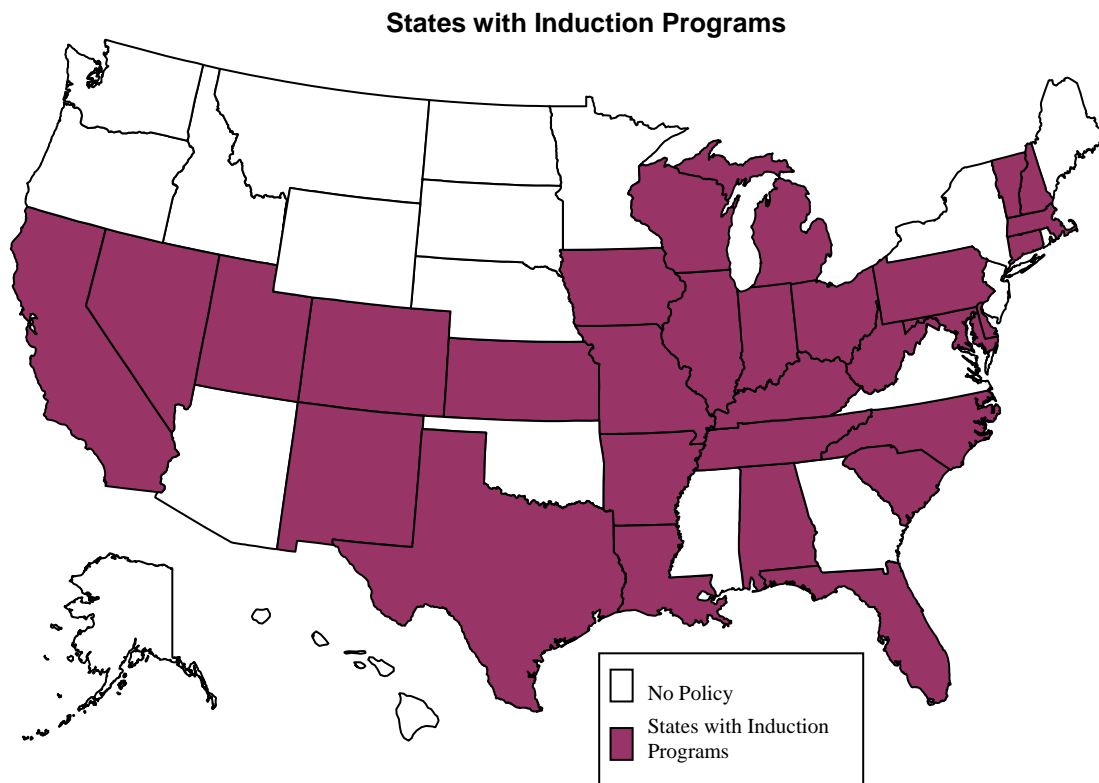 States with Induction Programs
No Policy
States with Induction
Programs